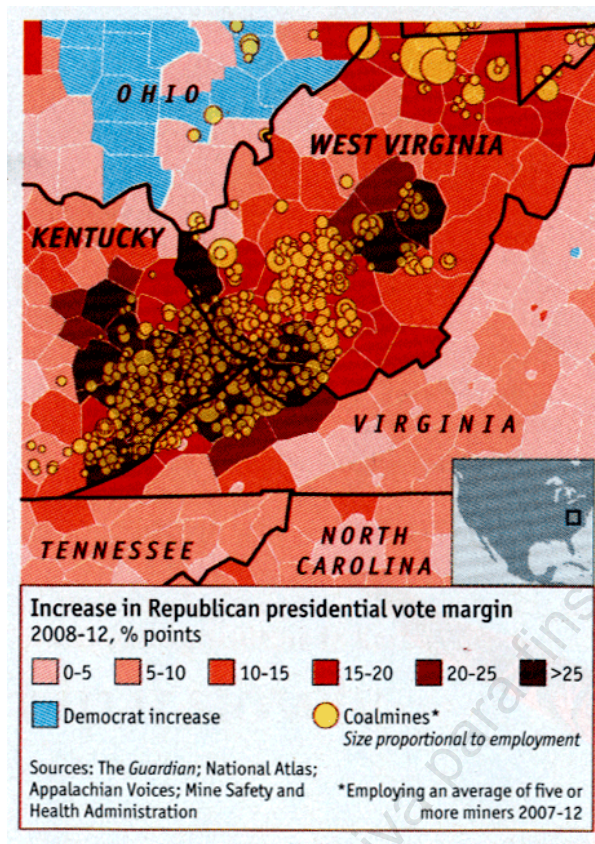 OHIO
WEST VIRGINIA
KENTUCKY
VIRGINIA
TENNESSEE
NORTH
CAROLINA
Increase in Republican presidential vote margin
2008-12, % points
0-5
5-10
10-15
15-20
20-25
>25
Democrat increase
Coalmines*
Size proportional to employment
Sources: The Guardian; National Atlas;
Appalachian Voices; Mine Safety and
Health Administration
*Employing an average of five or
more miners 2007-12
para fins